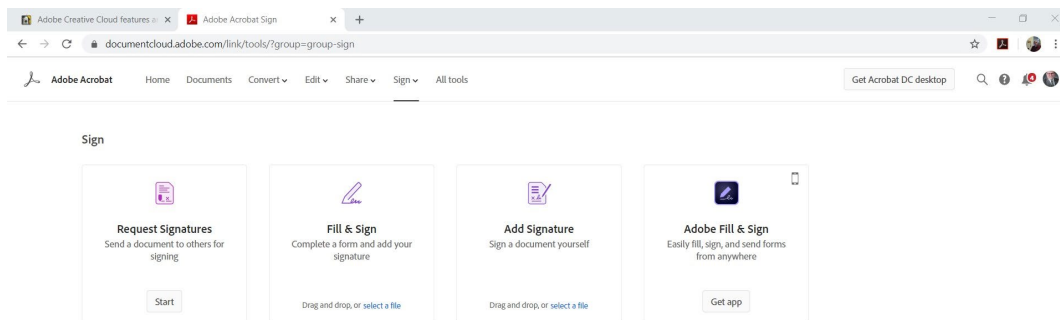 Adobe Creative Cloud features a
Adobe Acrobat Sign
documentcloud.adobe.com/link/tools/?group=group-sign
Adobe Acrobat Home Documents Convert Edit Share Sign All tools Get Acrobat DC desktop
4
Sign
Request Signatures
Send a document to others for
signing
Start
Fill & Sign
Complete a form and add your
signature
Drag and drop, or select a file
Add Signature
Sign a document yourself
Drag and drop, or select a file
Adobe Fill & Sign
Easily fill, sign, and send forms
from anywhere
Get app